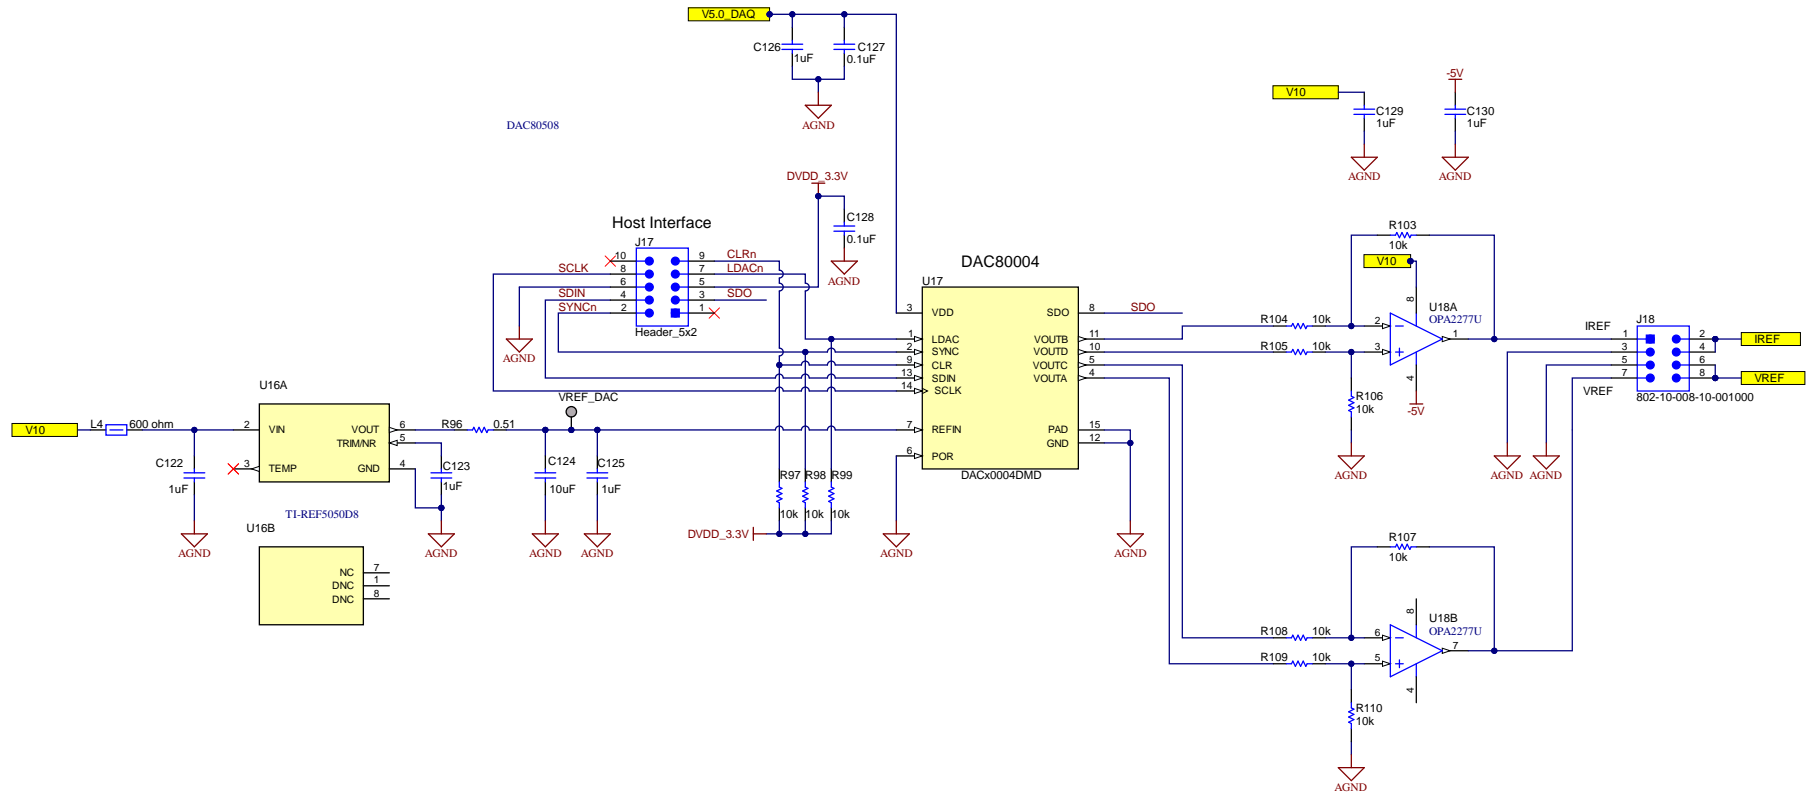 V5.0_DAQ
C126
1uF
C127
0.1uF
AGND
DAC80508
V10
C129
1uF
AGND
-5V
C130
1uF
AGND
DVDD_3.3V
C128
0.1uF
AGND
Host Interface
J17
10
8
6
4
2
9
7
5
3
1
SCLK
SDIN
SYNCn
CLRn
LDACn
SDO
Header_5x2
AGND
DAC80004
U17
3
VDD
1
LDAC
2
SYNC
9
CLR
13
SDIN
14
SCLK
7
REFIN
6
POR
SDO
8
SDO
VOUTB
11
VOUTD
10
VOUTC
5
VOUTA
4
PAD
15
GND
12
DACx0004DMD
AGND
AGND
U16A
V10
L4
600 ohm
C122
1uF
AGND
2
VIN
3
TEMP
VOUT
6
TRIM/NR
5
GND
4
TI-REF5050D8
R96
0.51
C123
1uF
AGND
VREF_DAC
C124
10uF
AGND
C125
1uF
AGND
R97
10k
R98
10k
R99
10k
DVDD_3.3V
U16B
NC
7
DNC
1
DNC
8
R103
10k
V10
8
U18A
OPA2277U
R104
10k
2
R105
10k
3
1
4
-5V
R106
10k
AGND
IREF
VREF
J18
1
3
5
7
2
4
6
8
802-10-008-10-001000
IREF
VREF
AGND
AGND
R107
10k
8
U18B
OPA2277U
R108
10k
6
R109
10k
5
7
4
R110
10k
AGND